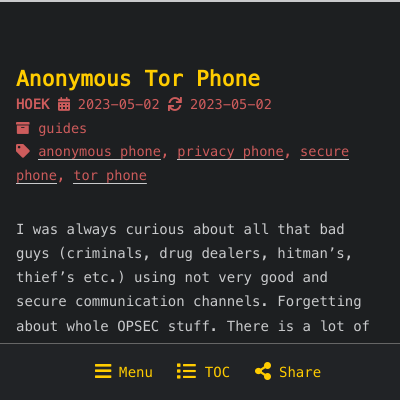 Anonymous Tor Phone
HOEK 2023-05-02 2023-05-02
guides
anonymous phone, privacy phone, secure
phone, tor phone
I was always curious about all that bad
guys (criminals, drug dealers, hitman’s,
thief’s etc.) using not very good and
secure communication channels. Forgetting
about whole OPSEC stuff. There is a lot of
Menu TOC Share